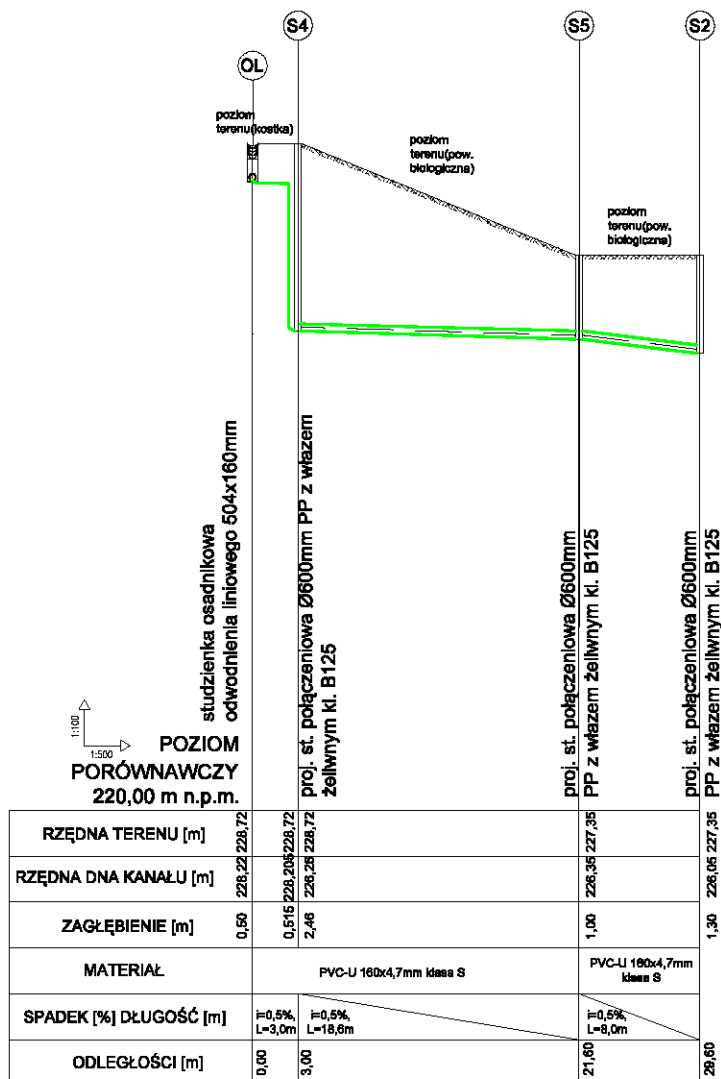 S4
S5
S2
OL
poziom
terenu(kostka)
poziom
terenu(pow.
biologiczna)
poziom
terenu(pow.
biologiczna)
studzienka osadnikowa
odwodnienia liniowego 504x160mm
proj. st. połączeniowa Ø600mm PP z włazem
żeliwnym kl. B125
proj. st. połączeniowa Ø600mm
PP z włazem żeliwnym kl. B125
proj. st. połączeniowa Ø600mm
PP z włazem żeliwnym kl. B125
1:100
1:500
POZIOM
PORÓWNAWCZY
220,00 m n.p.m.
RZĘDNA TERENU [m] 228,72 228,72 228,72 227,35 227,35
RZĘDNA DNA KANAŁU [m] 228,22 228,205 226,26 226,35 226,05
ZAGŁĘBIENIE [m] 0,50 0,515 2,46 1,00 1,30
MATERIAŁ PVC-U 160x4,7mm klasa S PVC-U 160x4,7mm
klasa S
SPADEK [%] DŁUGOŚĆ [m] i=0,5%, i=0,5%, i=0,5%,
L=3,0m L=18,6m L=8,0m
ODLEGŁOŚCI [m] 0,00 3,00 21,60 29,60